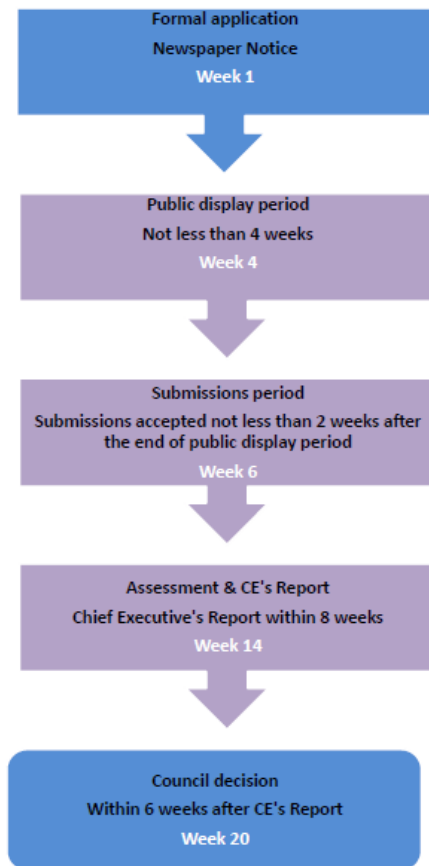 Formal application
Newspaper Notice
Week 1
Public display period
Not less than 4 weeks
Week 4
Submissions period
Submissions accepted not less than 2 weeks after
the end of public display period
Week 6
Assessment & CE's Report
Chief Executive's Report within 8 weeks
Week 14
Council decision
Within 6 weeks after CE's Report
Week 20